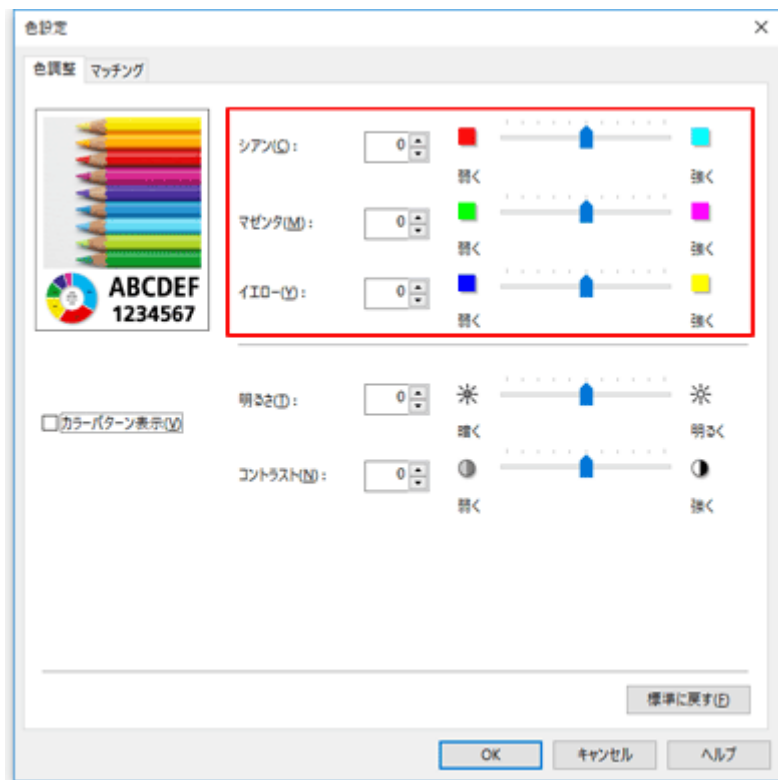 色設定
色調整 マッチング
シアン(C): 0
弱く 強く
マゼンタ(M): 0
弱く 強く
イエロー(Y): 0
弱く 強く
ABCDEF
1234567
明るさ(T): 0
暗く 明るく
カラーパターン表示(V)
コントラスト(N): 0
弱く 強く
標準に戻す(F)
OK キャンセル ヘルプ